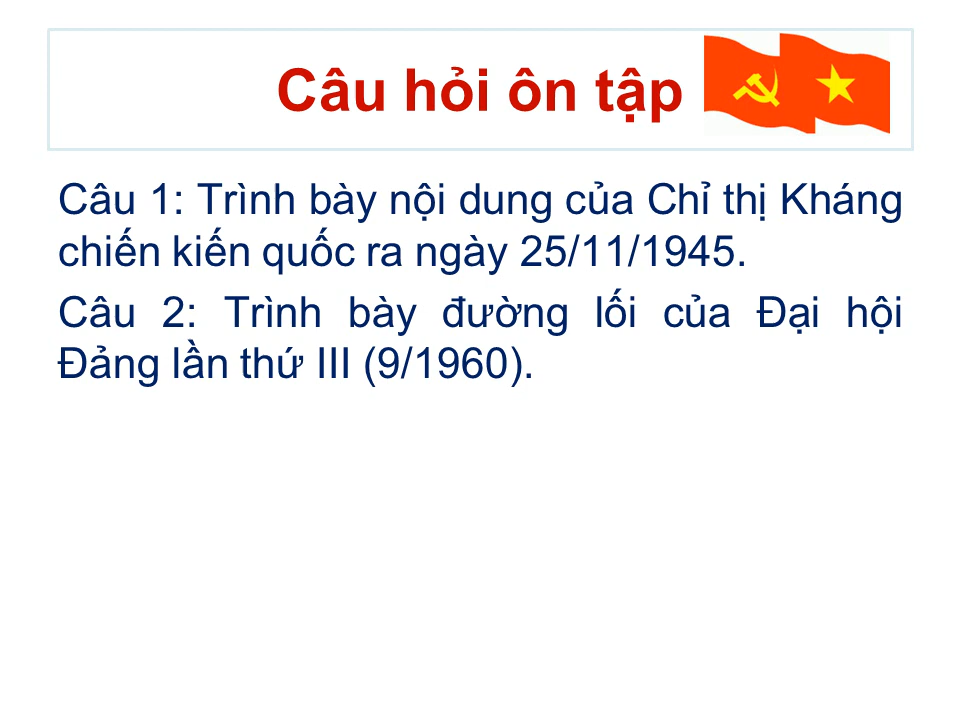 Câu hỏi ôn tập
Câu 1: Trình bày nội dung của Chỉ thị Kháng
chiến kiến quốc ra ngày 25/11/1945.
Câu 2: Trình bày đường lối của Đại hội
Đảng lần thứ III (9/1960).